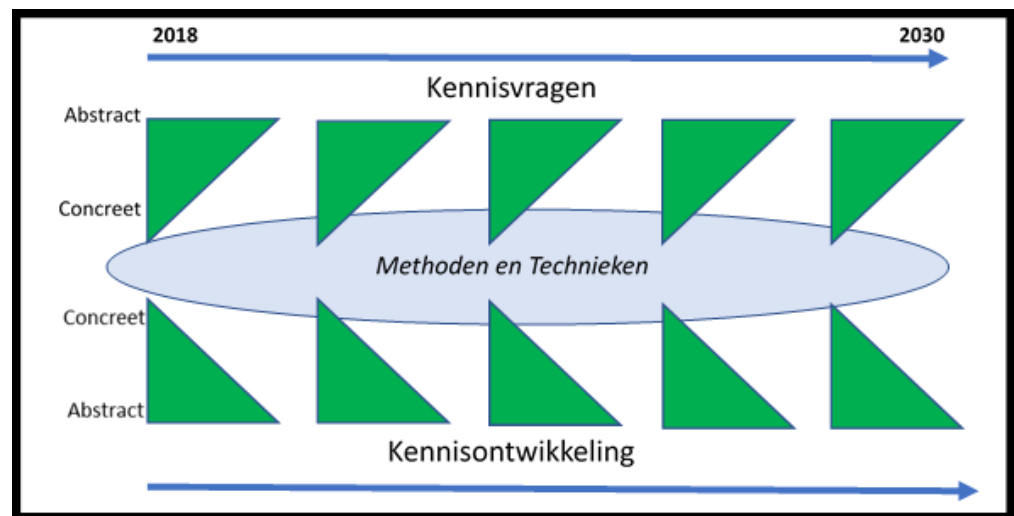 2018
2030
Kennisvragen
Abstract
Concreet
Methoden en Technieken
Concreet
Abstract
Kennisontwikkeling